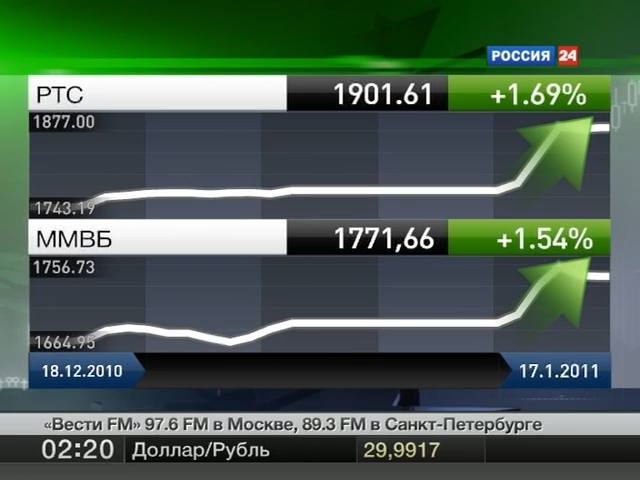 РОССИЯ 24
РТС 1901.61 +1.69%
1877.00
1743.19
ММВБ 1771,66 +1.54%
1756.73
1664.95
18.12.2010 17.1.2011
«Вести FM» 97.6 FM в Москве, 89.3 FM в Санкт-Петербурге
02:20 Доллар/Рубль 29,9917